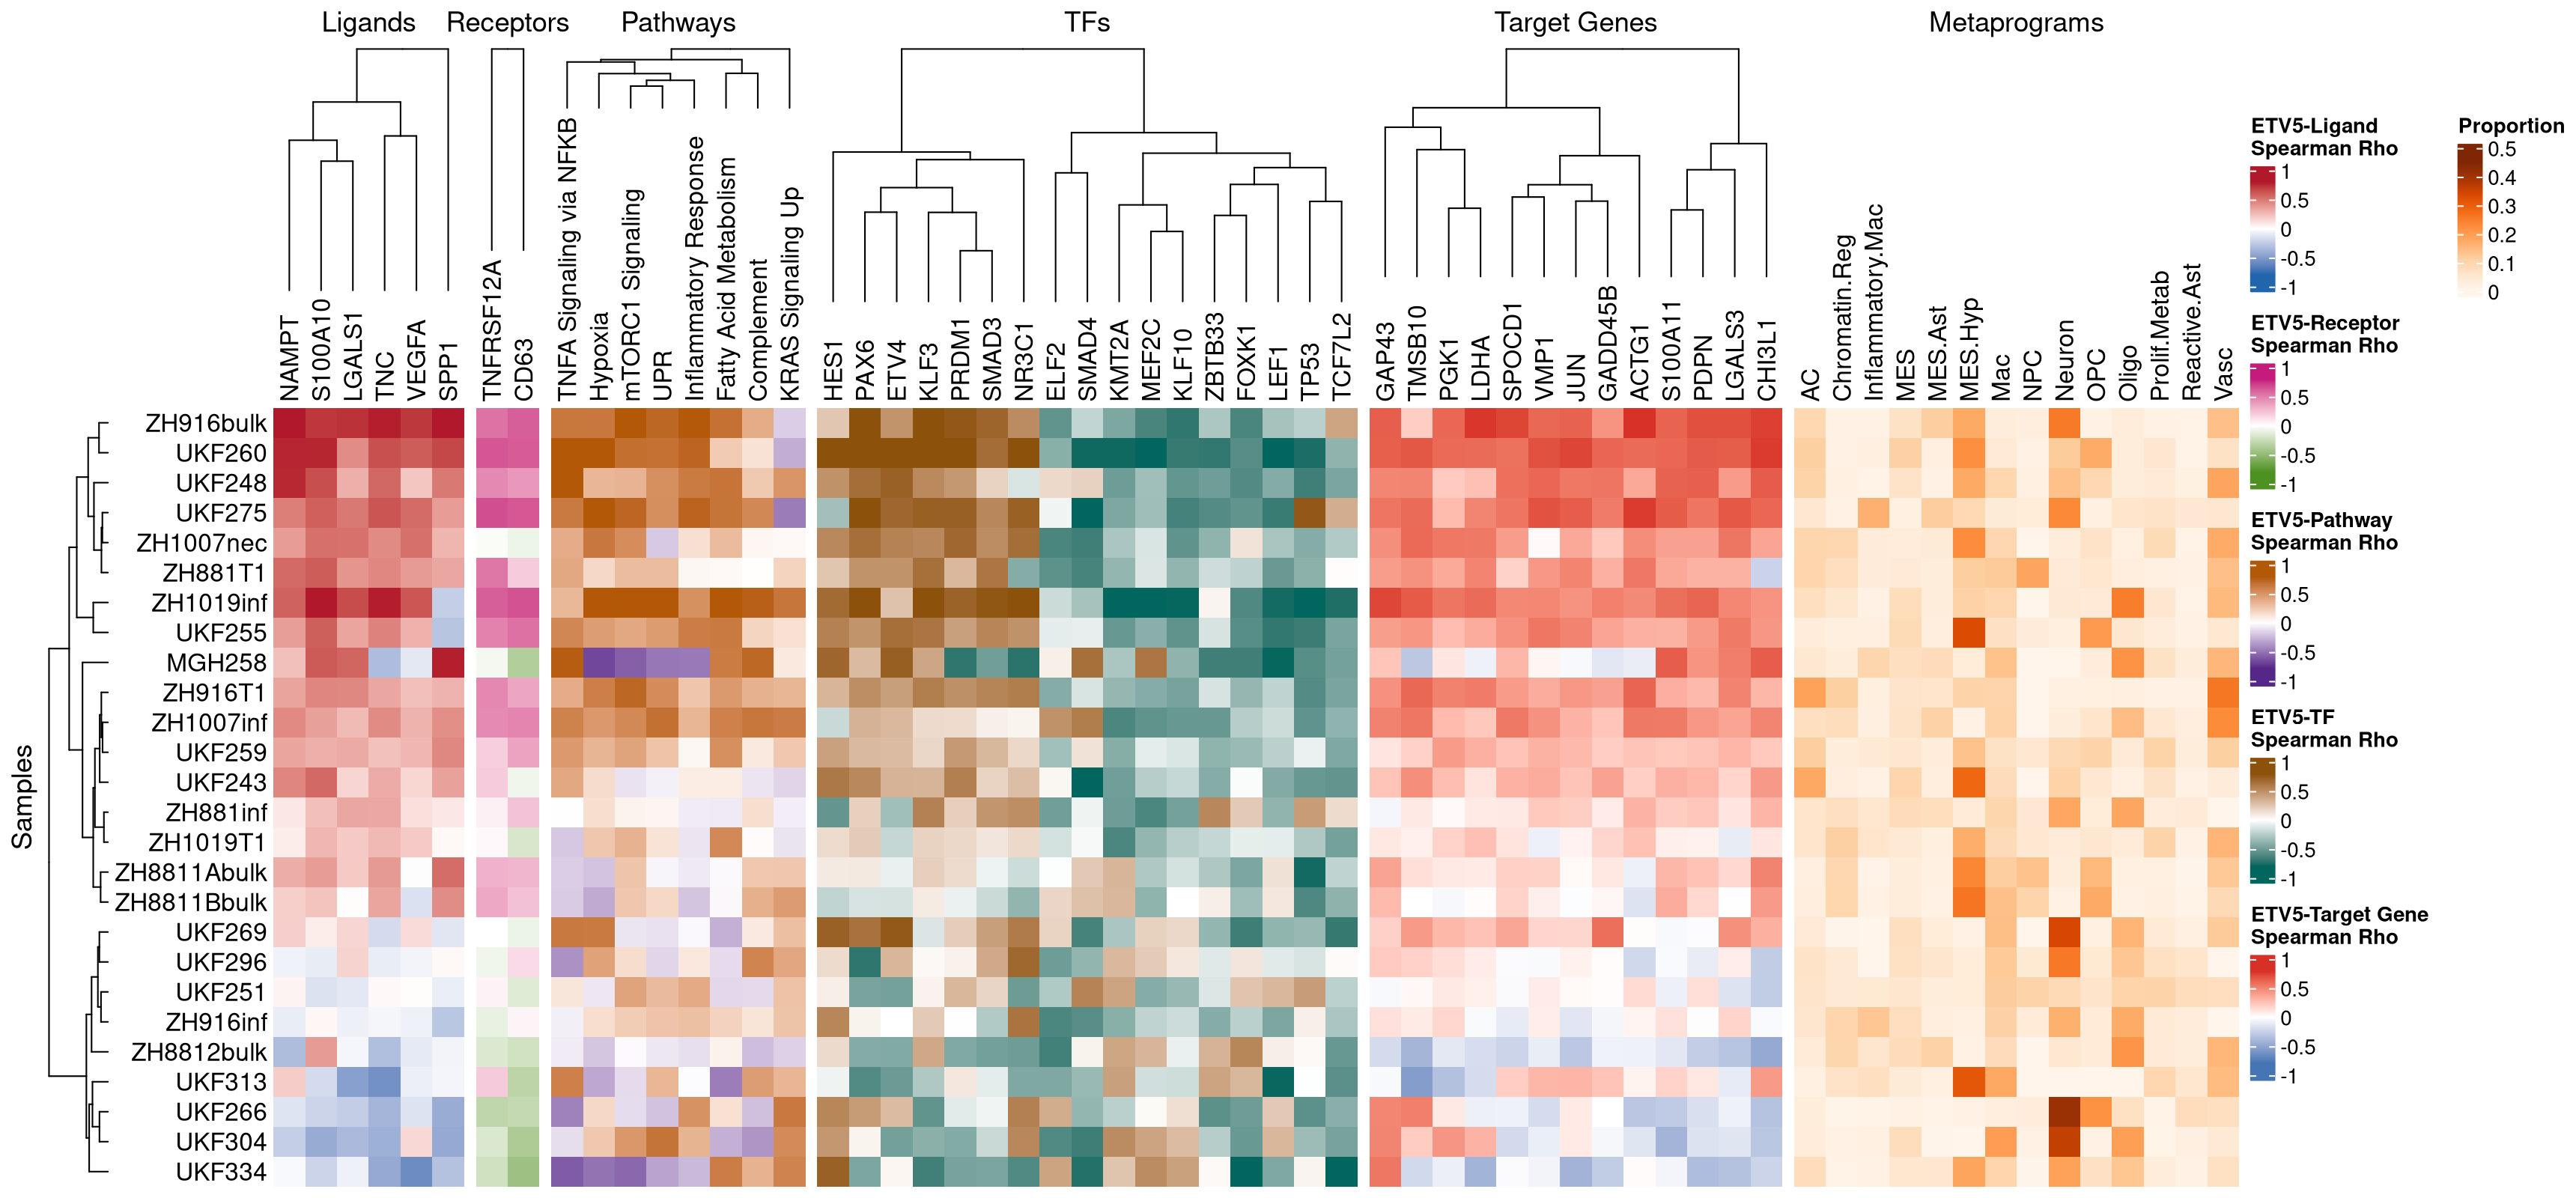 Ligands Receptors Pathways TFs Target Genes Metaprograms
NAMPT
S100A10
LGALS1
TNC
VEGFA
SPP1
TNFRSF12A
CD63
TNFA Signaling via NFKB
Hypoxia
mTORC1 Signaling
UPR
Inflammatory Response
Fatty Acid Metabolism
Complement
KRAS Signaling Up
HES1
PAX6
ETV4
KLF3
PRDM1
SMAD3
NR3C1
ELF2
SMAD4
KMT2A
MEF2C
KLF10
ZBTB33
FOXK1
LEF1
TP53
TCF7L2
GAP43
TMSB10
PGK1
LDHA
SPOCD1
VMP1
JUN
GADD45B
ACTG1
S100A11
PDPN
LGALS3
CHI3L1
AC
Chromatin.Reg
Inflammatory.Mac
MES
MES.Ast
MES.Hyp
Mac
NPC
Neuron
OPC
Oligo
Prolif.Metab
Reactive.Ast
Vasc
Samples
ZH916bulk
UKF260
UKF248
UKF275
ZH1007nec
ZH881T1
ZH1019inf
UKF255
MGH258
ZH916T1
ZH1007inf
UKF259
UKF243
ZH881inf
ZH1019T1
ZH8811Abulk
ZH8811Bbulk
UKF269
UKF296
UKF251
ZH916inf
ZH8812bulk
UKF313
UKF266
UKF304
UKF334
ETV5-Ligand
Spearman Rho
1
0.5
0
-0.5
-1
ETV5-Receptor
Spearman Rho
1
0.5
0
-0.5
-1
ETV5-Pathway
Spearman Rho
1
0.5
0
-0.5
-1
ETV5-TF
Spearman Rho
1
0.5
0
-0.5
-1
ETV5-Target Gene
Spearman Rho
1
0.5
0
-0.5
-1
Proportion
0.5
0.4
0.3
0.2
0.1
0